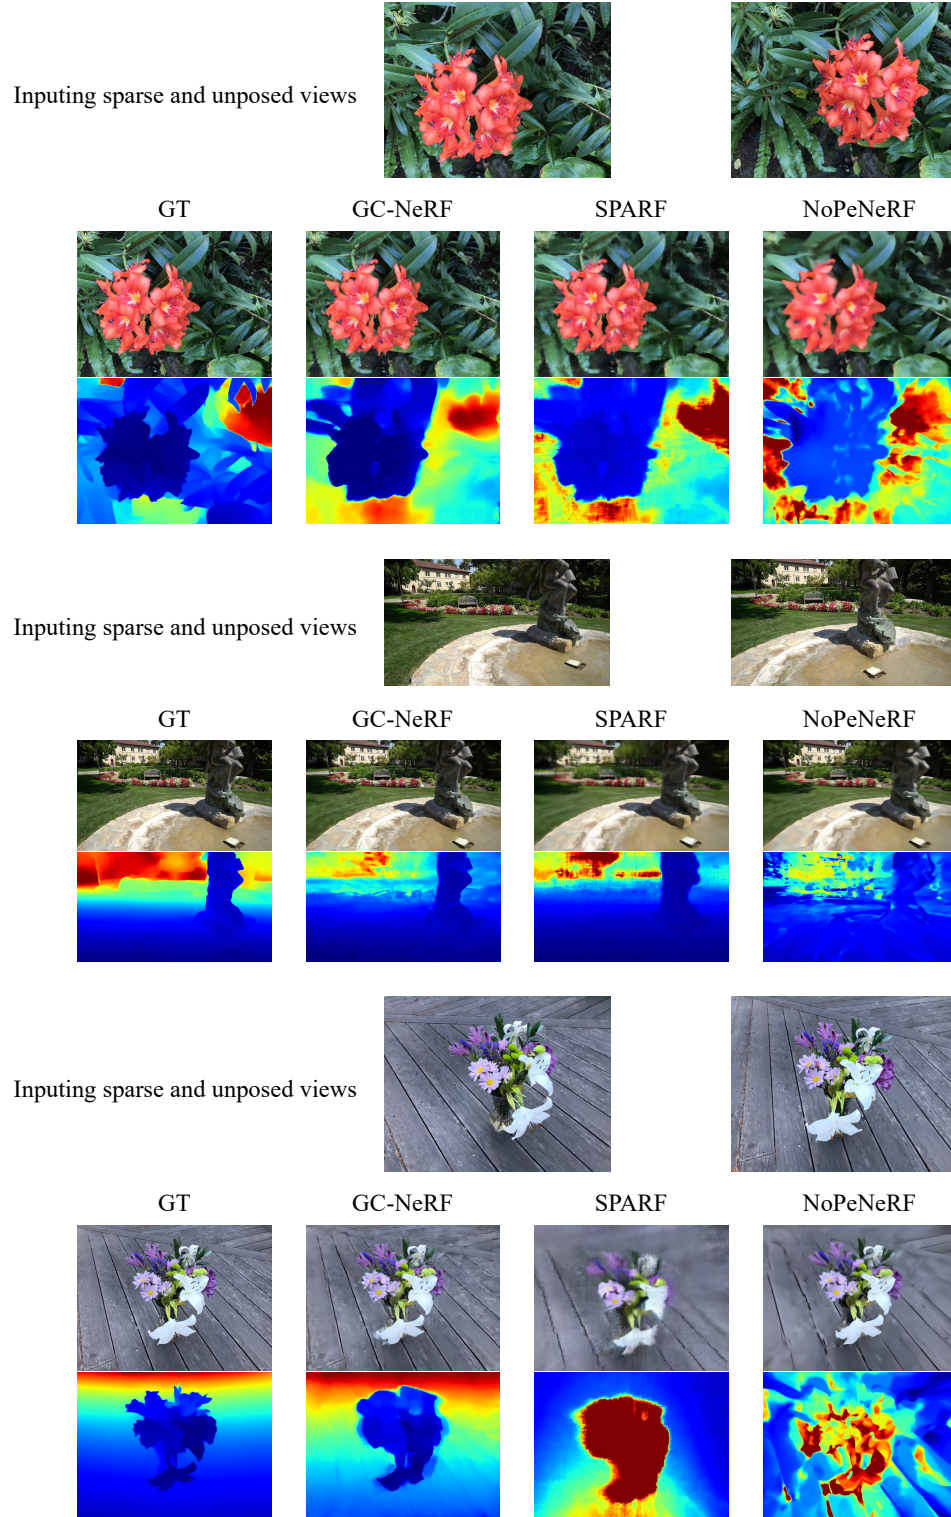 Inputing sparse and unposed views
GT GC-NeRF SPARF NoPeNeRF
Inputing sparse and unposed views
GT GC-NeRF SPARF NoPeNeRF
Inputing sparse and unposed views
GT GC-NeRF SPARF NoPeNeRF